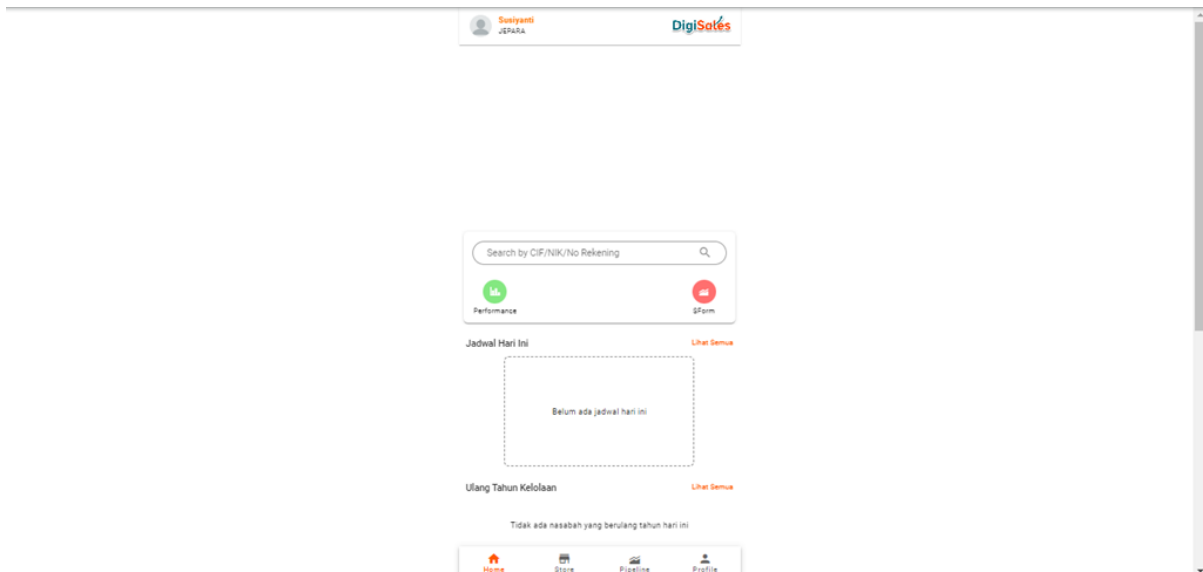 Susiyanti
JEPARA
DigiSales
Search by CIF/NIK/No Rekening
Performance
SForm
Jadwal Hari Ini
Lihat Semua
Belum ada jadwal hari ini
Ulang Tahun Kelolaan
Lihat Semua
Tidak ada nasabah yang berulang tahun hari ini
Home
Store
Pipeline
Profile